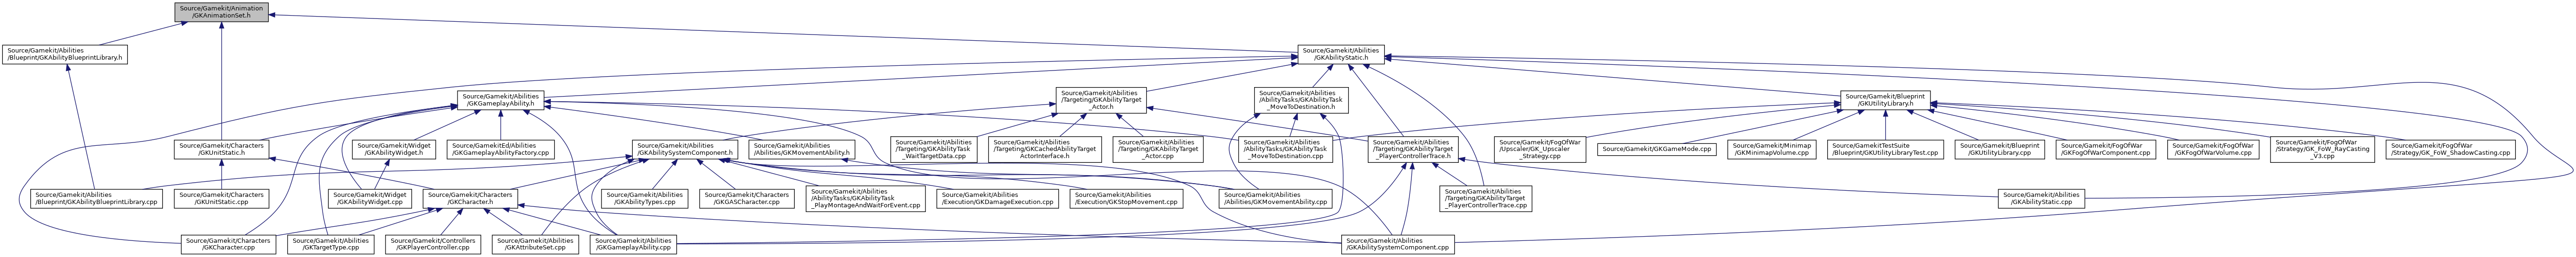 Source/Gamekit/Animation
/GKAnimationSet.h
Source/Gamekit/Abilities
/Blueprint/GKAbilityBlueprintLibrary.h
Source/Gamekit/Abilities
/GKAbilityStatic.h
Source/Gamekit/Abilities
/GKGameplayAbility.h
Source/Gamekit/Abilities
/Targeting/GKAbilityTarget
_Actor.h
Source/Gamekit/Abilities
/AbilityTasks/GKAbilityTask
_MoveToDestination.h
Source/Gamekit/Blueprint
/GKUtilityLibrary.h
Source/Gamekit/Characters
/GKUnitStatic.h
Source/Gamekit/Widget
/GKAbilityWidget.h
Source/GamekitEd/Abilities
/GKGameplayAbilityFactory.cpp
Source/Gamekit/Abilities
/GKAbilitySystemComponent.h
Source/Gamekit/Abilities
/Abilities/GKMovementAbility.h
Source/Gamekit/Abilities
/Targeting/GKAbilityTask
_WaitTargetData.cpp
Source/Gamekit/Abilities
/Targeting/GKCachedAbilityTarget
ActorInterface.h
Source/Gamekit/Abilities
/Targeting/GKAbilityTarget
_Actor.cpp
Source/Gamekit/Abilities
/AbilityTasks/GKAbilityTask
_MoveToDestination.cpp
Source/Gamekit/Abilities
/Targeting/GKAbilityTarget
_PlayerControllerTrace.h
Source/Gamekit/FogOfWar
/Upscaler/GK_Upscaler
_Strategy.cpp
Source/Gamekit/GKGameMode.cpp
Source/Gamekit/Minimap
/GKMinimapVolume.cpp
Source/GamekitTestSuite
/Blueprint/GKUtilityLibraryTest.cpp
Source/Gamekit/Blueprint
/GKUtilityLibrary.cpp
Source/Gamekit/FogOfWar
/GKFogOfWarComponent.cpp
Source/Gamekit/FogOfWar
/GKFogOfWarVolume.cpp
Source/Gamekit/FogOfWar
/Strategy/GK_FoW_RayCasting
_V3.cpp
Source/Gamekit/FogOfWar
/Strategy/GK_FoW_ShadowCasting.cpp
Source/Gamekit/Abilities
/Blueprint/GKAbilityBlueprintLibrary.cpp
Source/Gamekit/Characters
/GKUnitStatic.cpp
Source/Gamekit/Widget
/GKAbilityWidget.cpp
Source/Gamekit/Characters
/GKCharacter.h
Source/Gamekit/Abilities
/GKAbilityTypes.cpp
Source/Gamekit/Characters
/GKGASCharacter.cpp
Source/Gamekit/Abilities
/AbilityTasks/GKAbilityTask
_PlayMontageAndWaitForEvent.cpp
Source/Gamekit/Abilities
/Execution/GKDamageExecution.cpp
Source/Gamekit/Abilities
/Execution/GKStopMovement.cpp
Source/Gamekit/Abilities
/Abilities/GKMovementAbility.cpp
Source/Gamekit/Abilities
/Targeting/GKAbilityTarget
_PlayerControllerTrace.cpp
Source/Gamekit/Abilities
/GKAbilityStatic.cpp
Source/Gamekit/Characters
/GKCharacter.cpp
Source/Gamekit/Abilities
/GKTargetType.cpp
Source/Gamekit/Controllers
/GKPlayerController.cpp
Source/Gamekit/Abilities
/GKAttributeSet.cpp
Source/Gamekit/Abilities
/GKGameplayAbility.cpp
Source/Gamekit/Abilities
/GKAbilitySystemComponent.cpp